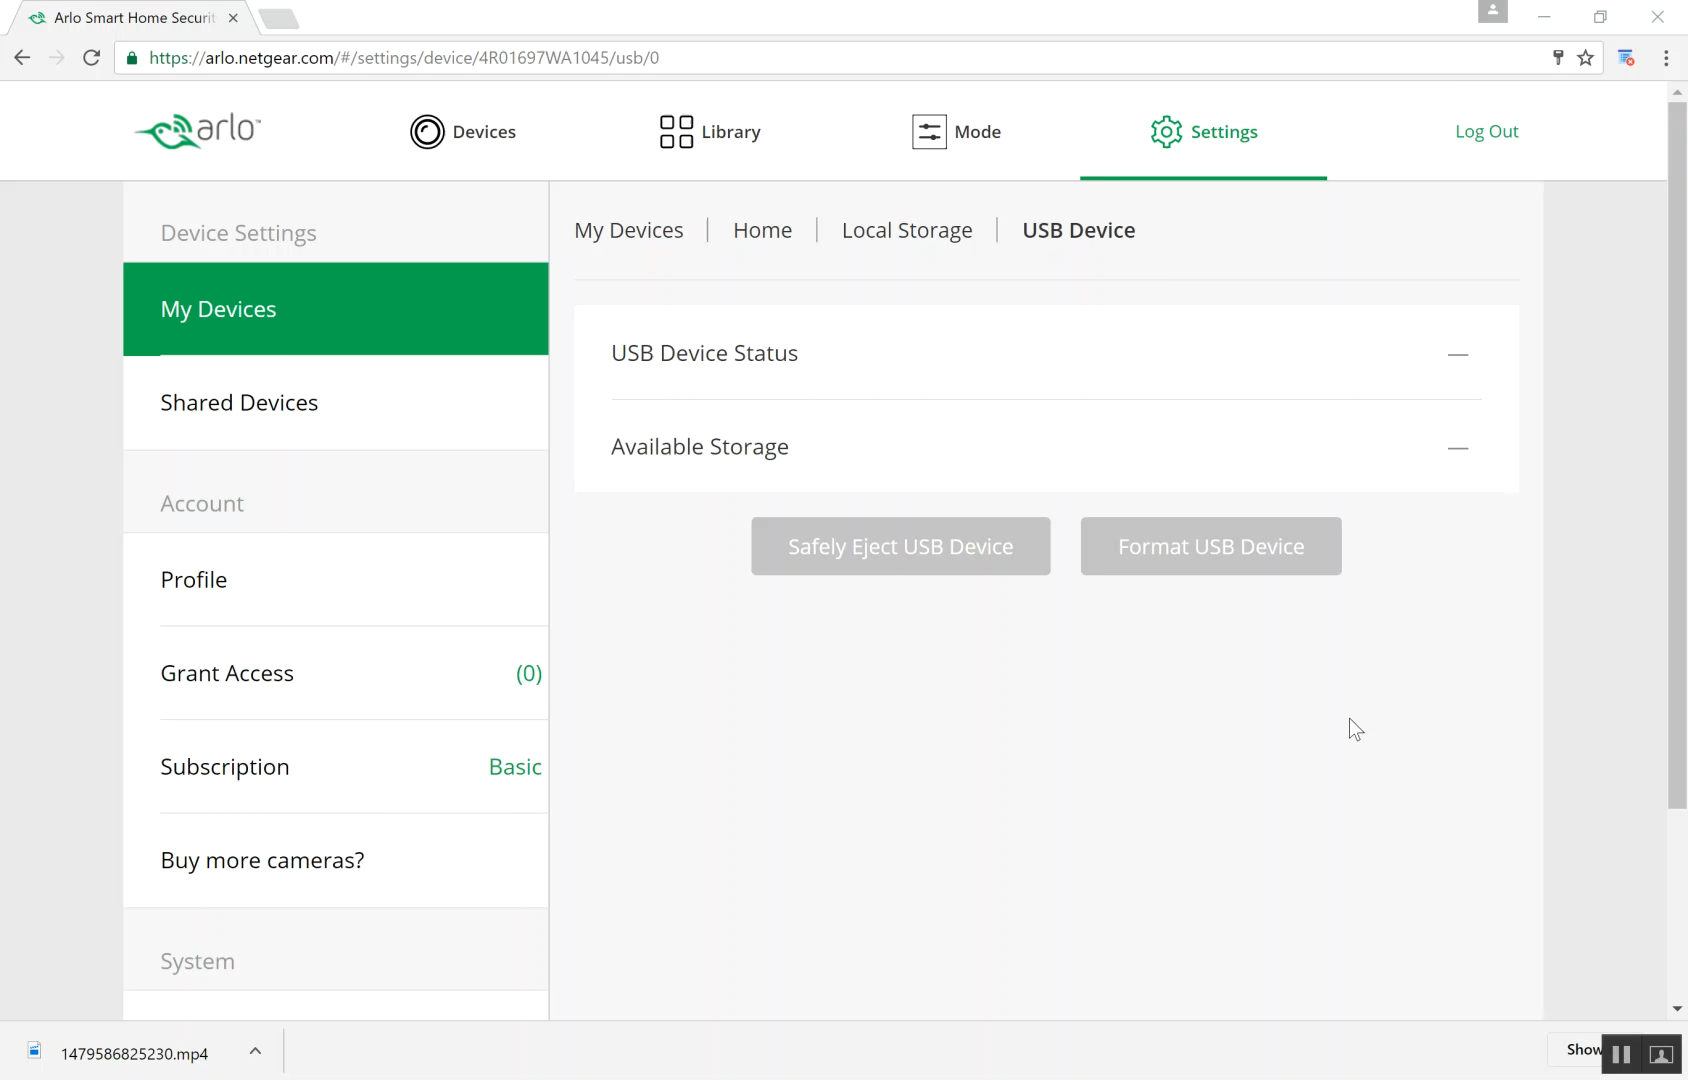 Arlo Smart Home Securit
https://arlo.netgear.com/#/settings/device/4R01697WA1045/usb/0
arlo™
Devices
Library
Mode
Settings
Log Out
Device Settings
My Devices
Shared Devices
Account
Profile
Grant Access (0)
Subscription Basic
Buy more cameras?
System
My Devices | Home | Local Storage | USB Device
USB Device Status —
Available Storage —
Safely Eject USB Device
Format USB Device
1479586825230.mp4
Show